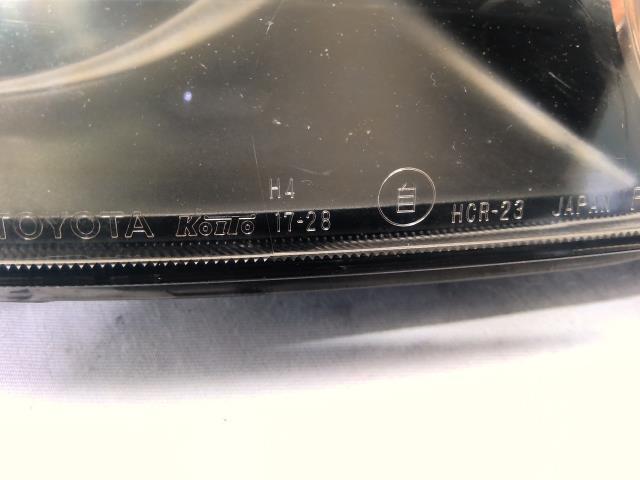 H4
TOYOTA KOITO 17-28 自 HCR-23 JAPAN